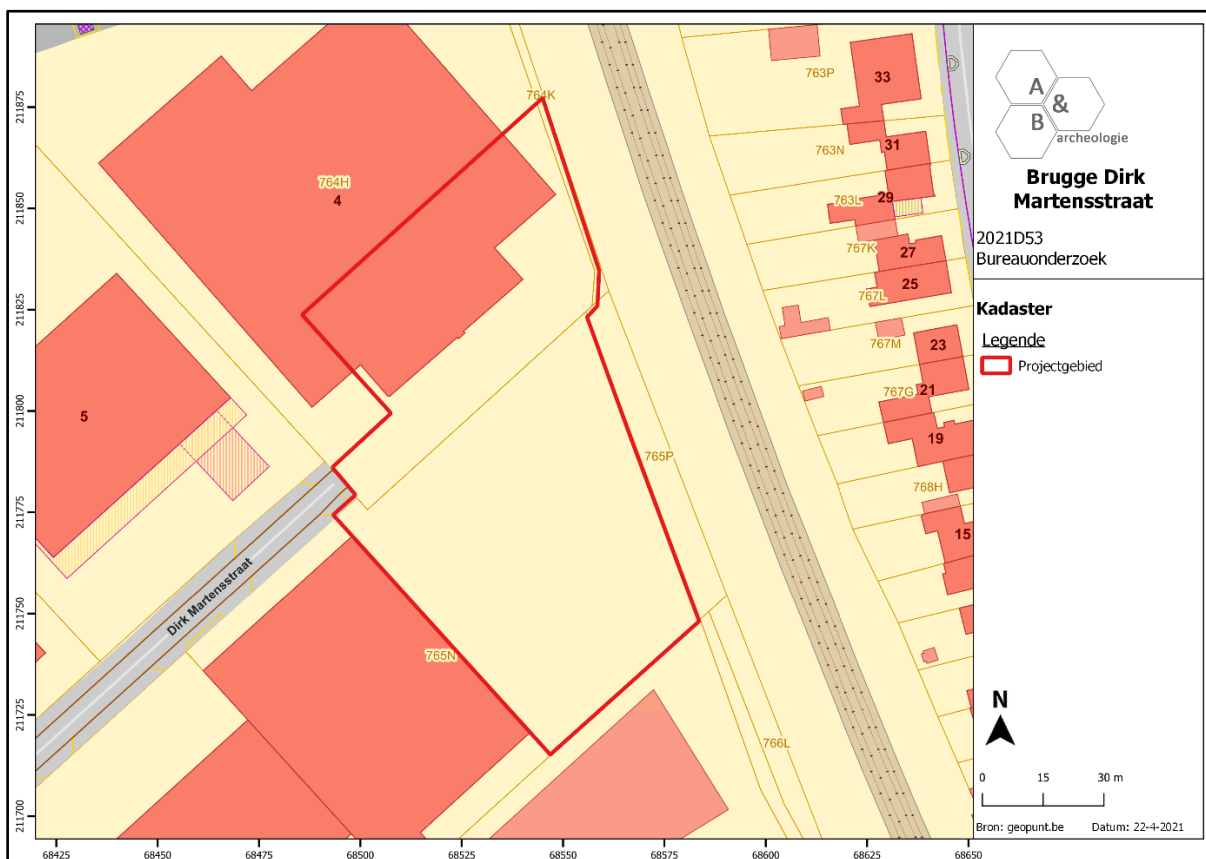 764K
763P
33
763N
31
764H
4
763L
29
767K
27
767L
25
767M
23
767G
21
5
19
765P
768H
15
Dirk Martensstraat
765N
766L
211875
211850
211825
211800
211775
211750
211725
211700
68425
68450
68475
68500
68525
68550
68575
68600
68625
68650
A
&
B
archeologie
Brugge Dirk
Martensstraat
2021D53
Bureauonderzoek
Kadaster
Legende
Projectgebied
N
0 15 30 m
Bron: geopunt.be Datum: 22-4-2021